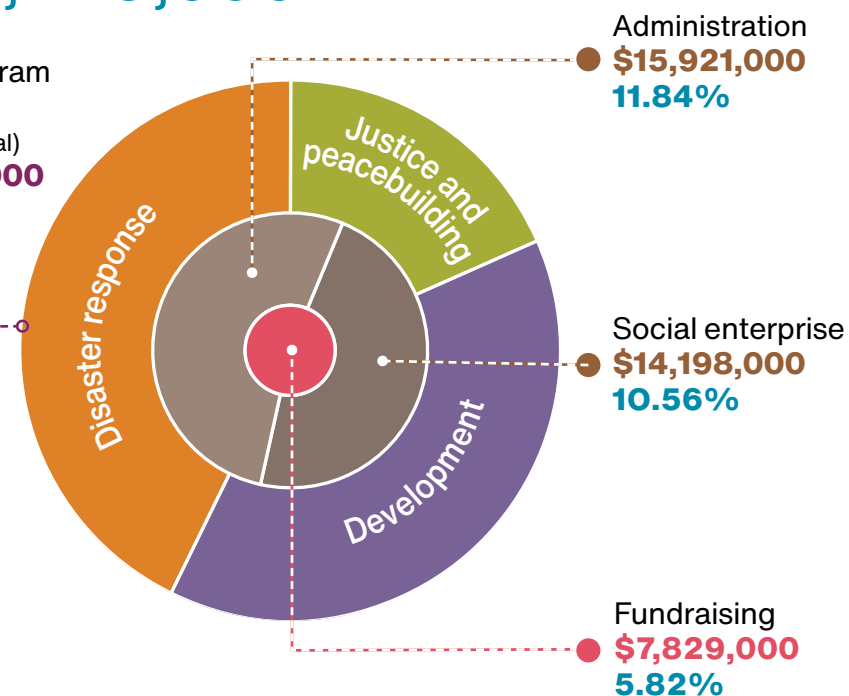 Administration
$15,921,000
11.84%
ram
al)
00
Justice and
peacebuilding
Disaster response
Social enterprise
$14,198,000
10.56%
Development
Fundraising
$7,829,000
5.82%